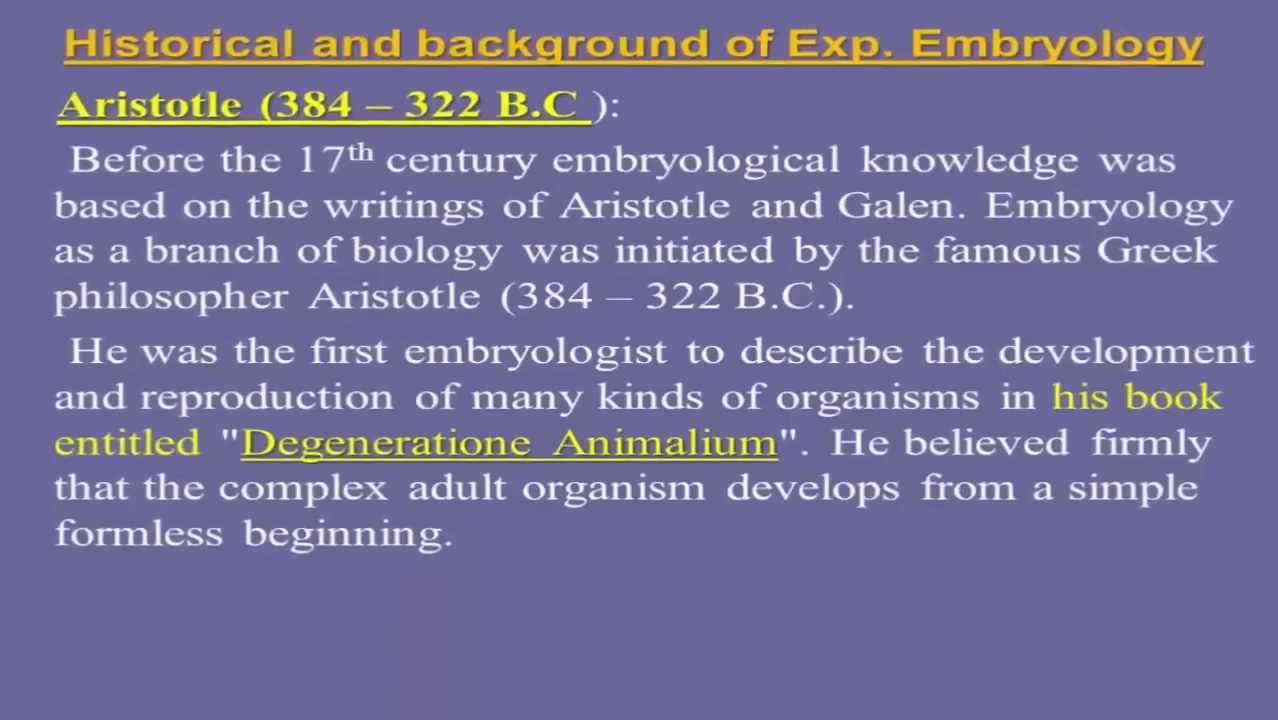 Historical and background of Exp. Embryology
Aristotle (384 – 322 B.C ):
Before the 17th century embryological knowledge was
based on the writings of Aristotle and Galen. Embryology
as a branch of biology was initiated by the famous Greek
philosopher Aristotle (384 – 322 B.C.).
He was the first embryologist to describe the development
and reproduction of many kinds of organisms in his book
entitled "Degeneratione Animalium". He believed firmly
that the complex adult organism develops from a simple
formless beginning.